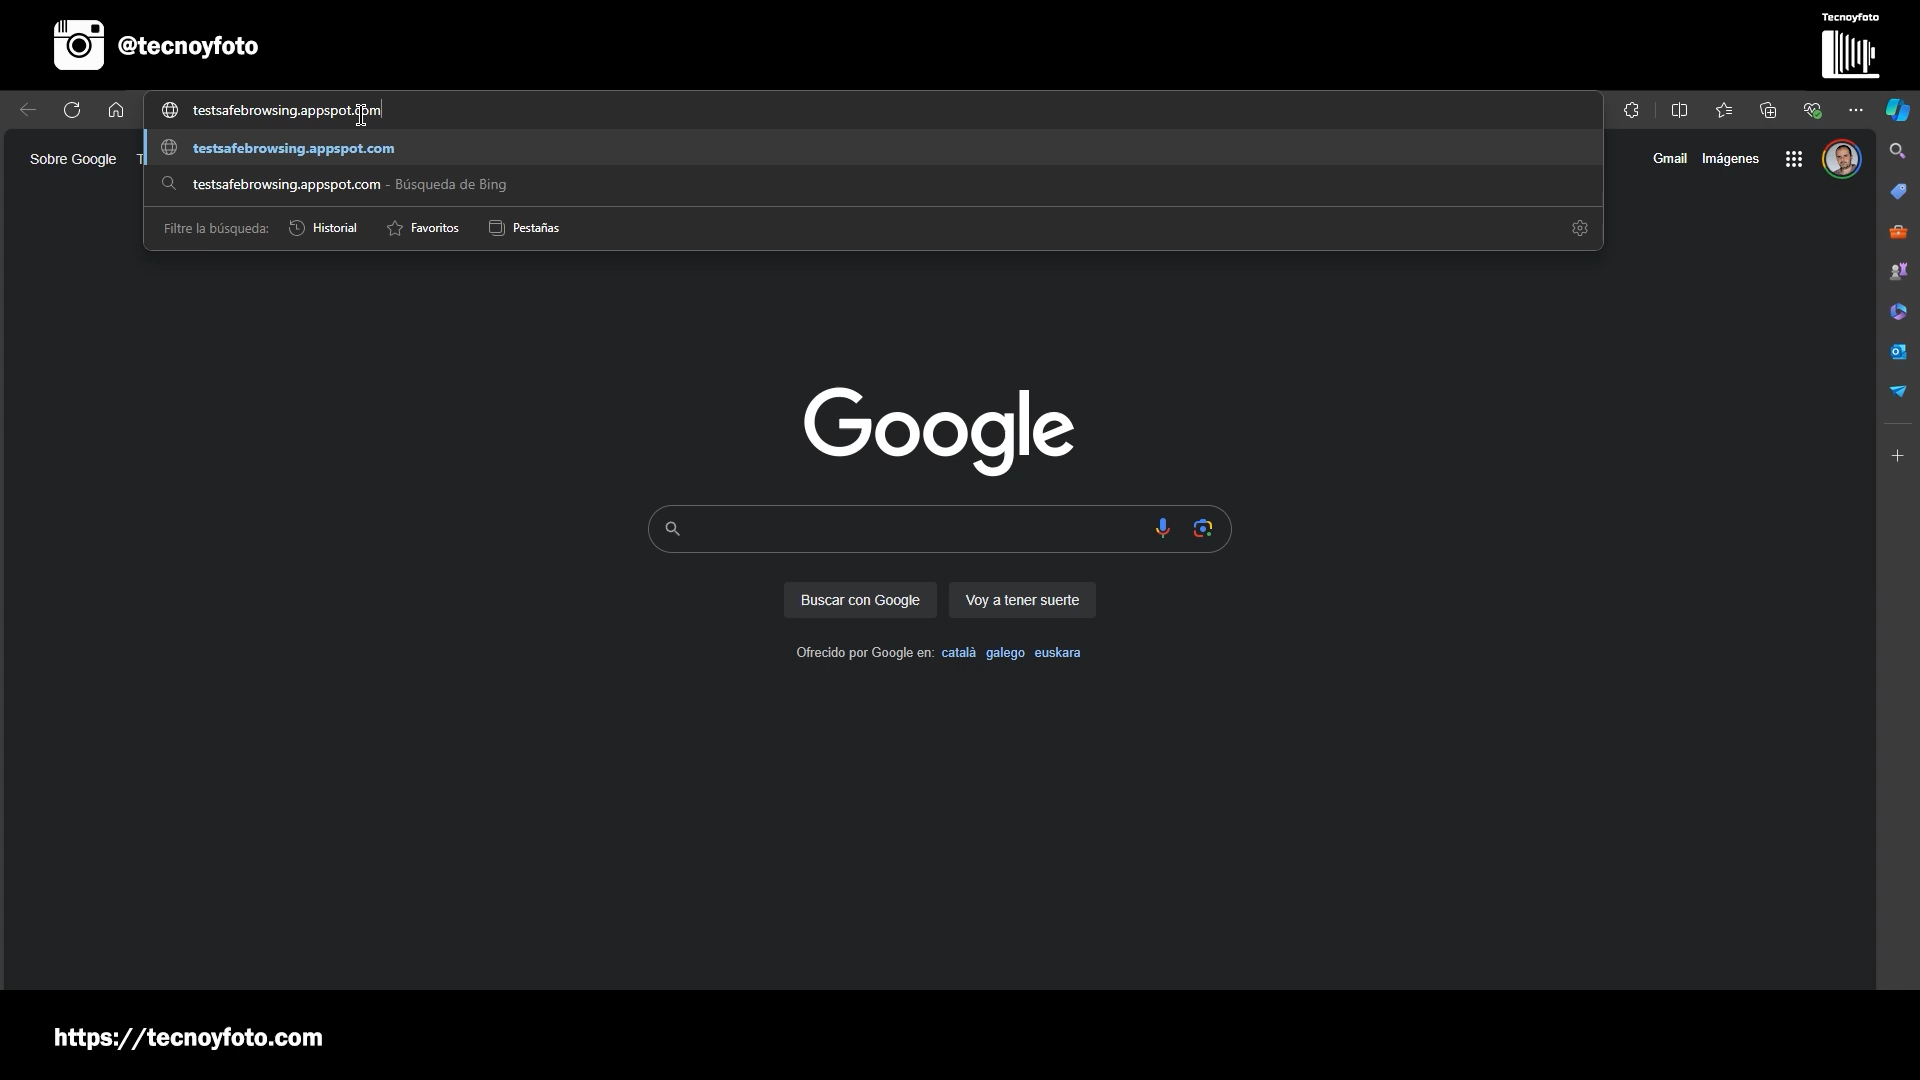 Tecnoyfoto
@tecnoyfoto
testsafebrowsing.appspot.com
testsafebrowsing.appspot.com
testsafebrowsing.appspot.com - Búsqueda de Bing
Filtre la búsqueda: Historial Favoritos Pestañas
Sobre Google T
Gmail Imágenes
Google
Buscar con Google Voy a tener suerte
Ofrecido por Google en: català galego euskara
https://tecnoyfoto.com